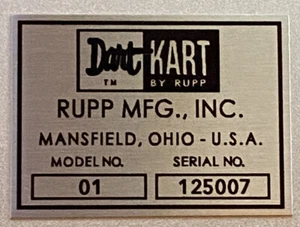 Dart KART
TM BY RUPP
RUPP MFG., INC.
MANSFIELD, OHIO - U.S.A.
MODEL NO. SERIAL NO.
01 125007